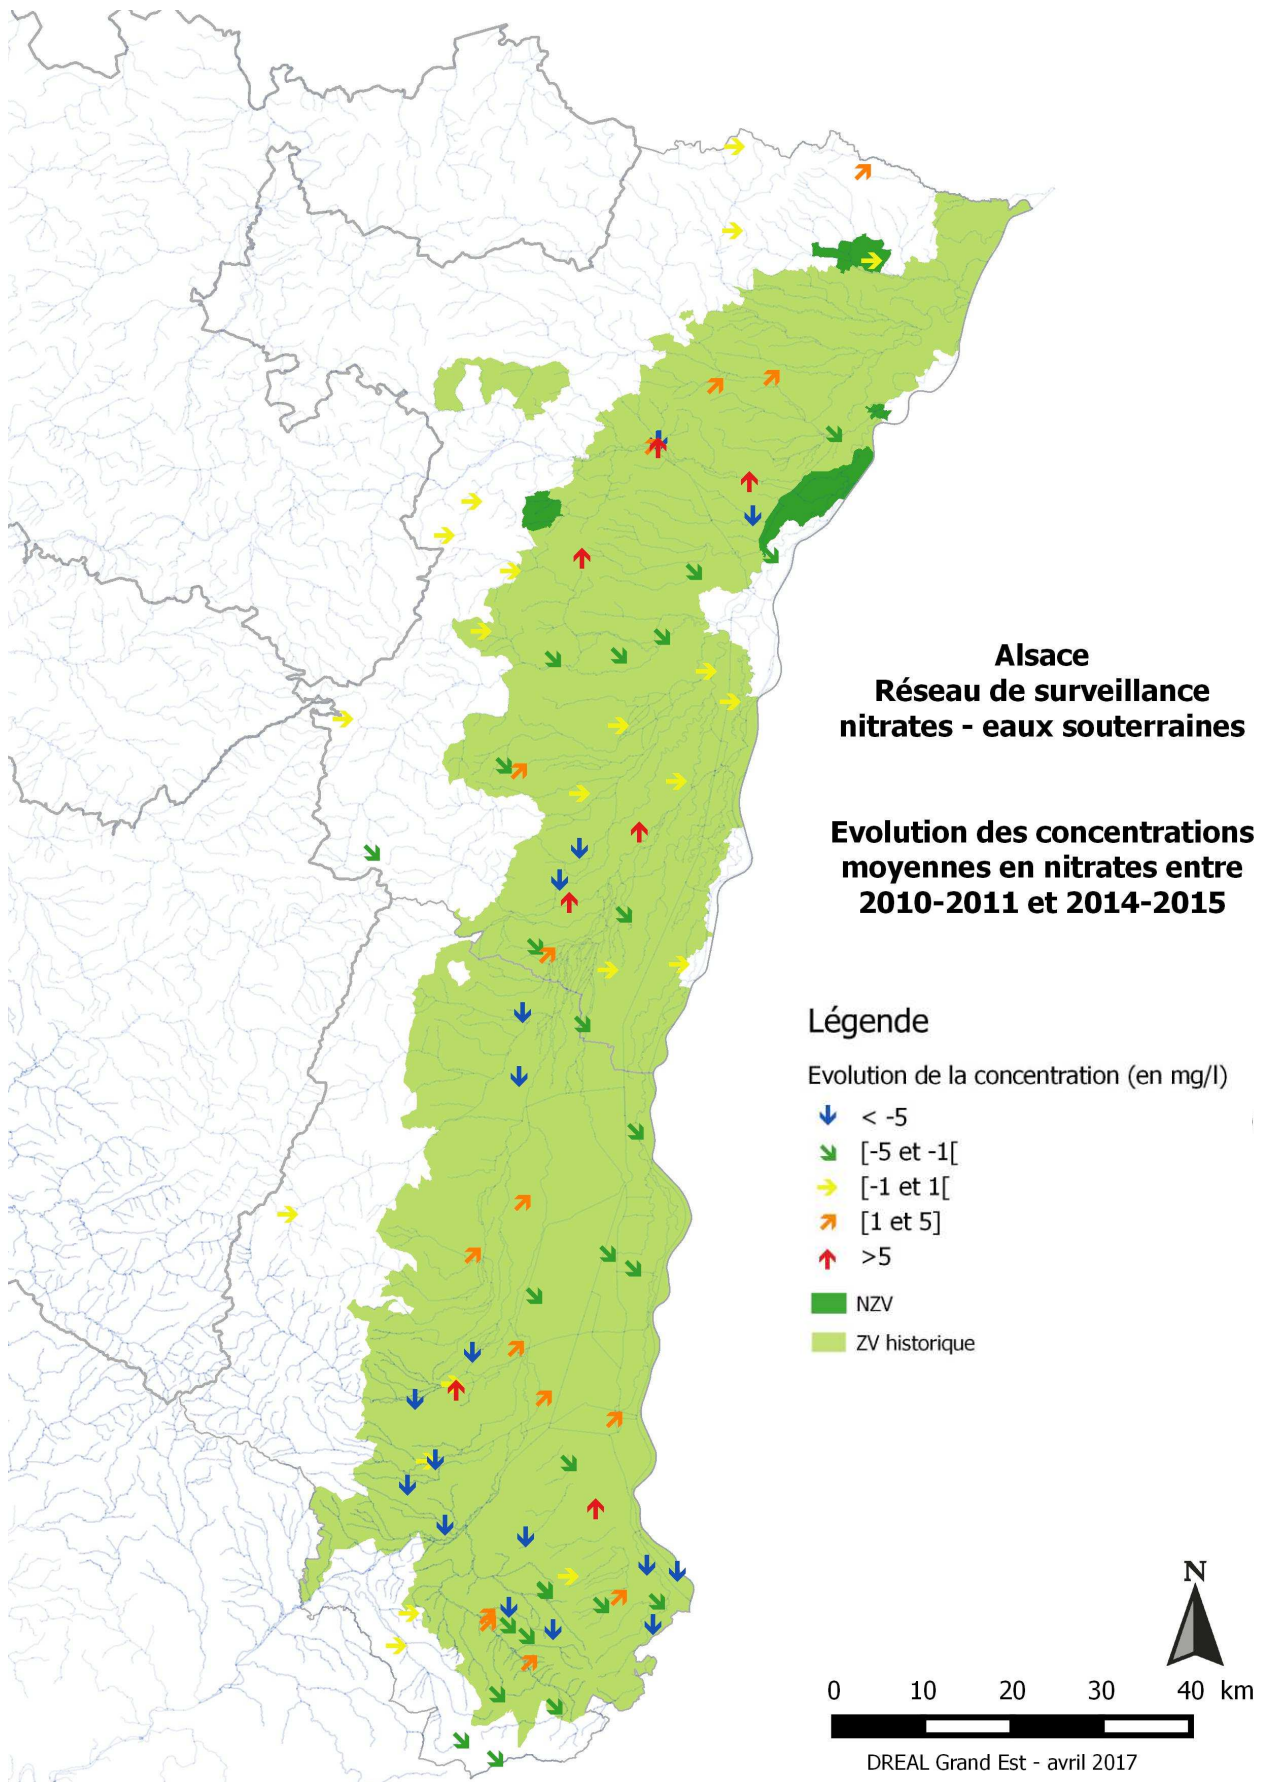 Alsace
Réseau de surveillance
nitrates - eaux souterraines
Evolution des concentrations
moyennes en nitrates entre
2010-2011 et 2014-2015
Légende
Evolution de la concentration (en mg/l)
< -5
[-5 et -1[
[-1 et 1[
[1 et 5]
>5
NZV
ZV historique
N
0 10 20 30 40 km
DREAL Grand Est - avril 2017